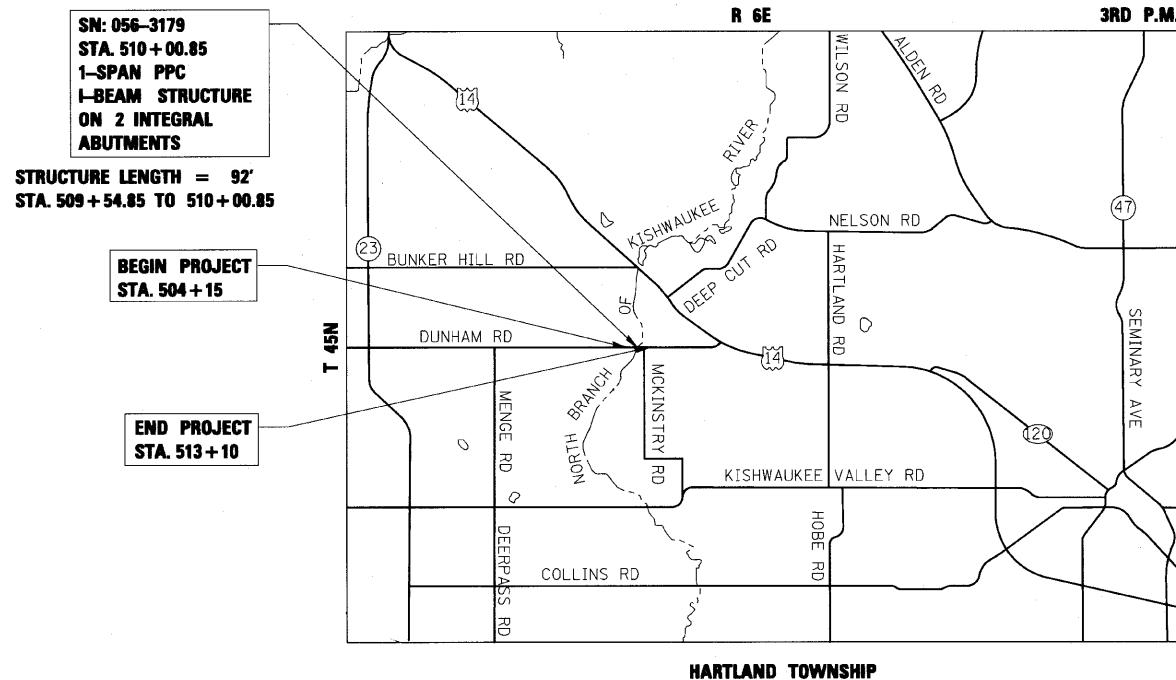 R 6E
3RD P.M.
SN: 056-3179
STA. 510+00.85
1-SPAN PPC
I-BEAM STRUCTURE
ON 2 INTEGRAL
ABUTMENTS
STRUCTURE LENGTH = 92'
STA. 509+54.85 TO 510+00.85
BEGIN PROJECT
STA. 504+15
END PROJECT
STA. 513+10
T 45N
14
WILSON RD
ALDEN RD
KISHWAUKEE
RIVER
47
NELSON RD
23
BUNKER HILL RD
DEEP CUT RD
HARTLAND RD
OF
DUNHAM RD
14
SEMINARY AVE
MENGE RD
NORTH BRANCH
MCKINSTRY RD
120
KISHWAUKEE VALLEY RD
DEERPASS RD
HOBE RD
COLLINS RD
HARTLAND TOWNSHIP